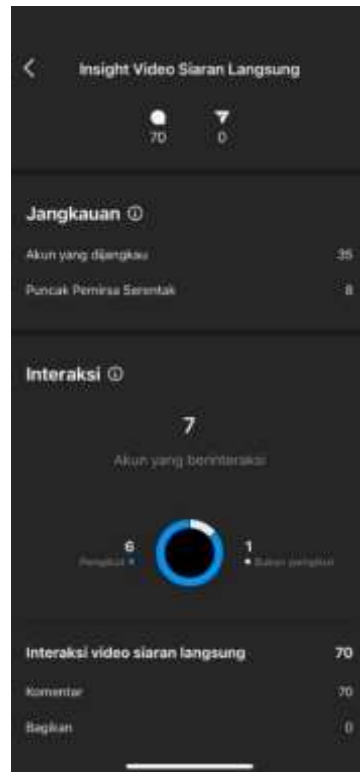 Insight Video Siaran Langsung
70 0
Jangkauan
Akun yang dijangkau 35
Puncak Pemirsa Serentak 8
Interaksi
7
Akun yang berinteraksi
6 1
Pengikut Bukan pengikut
Interaksi video siaran langsung 70
Komentar 70
Bagikan 0